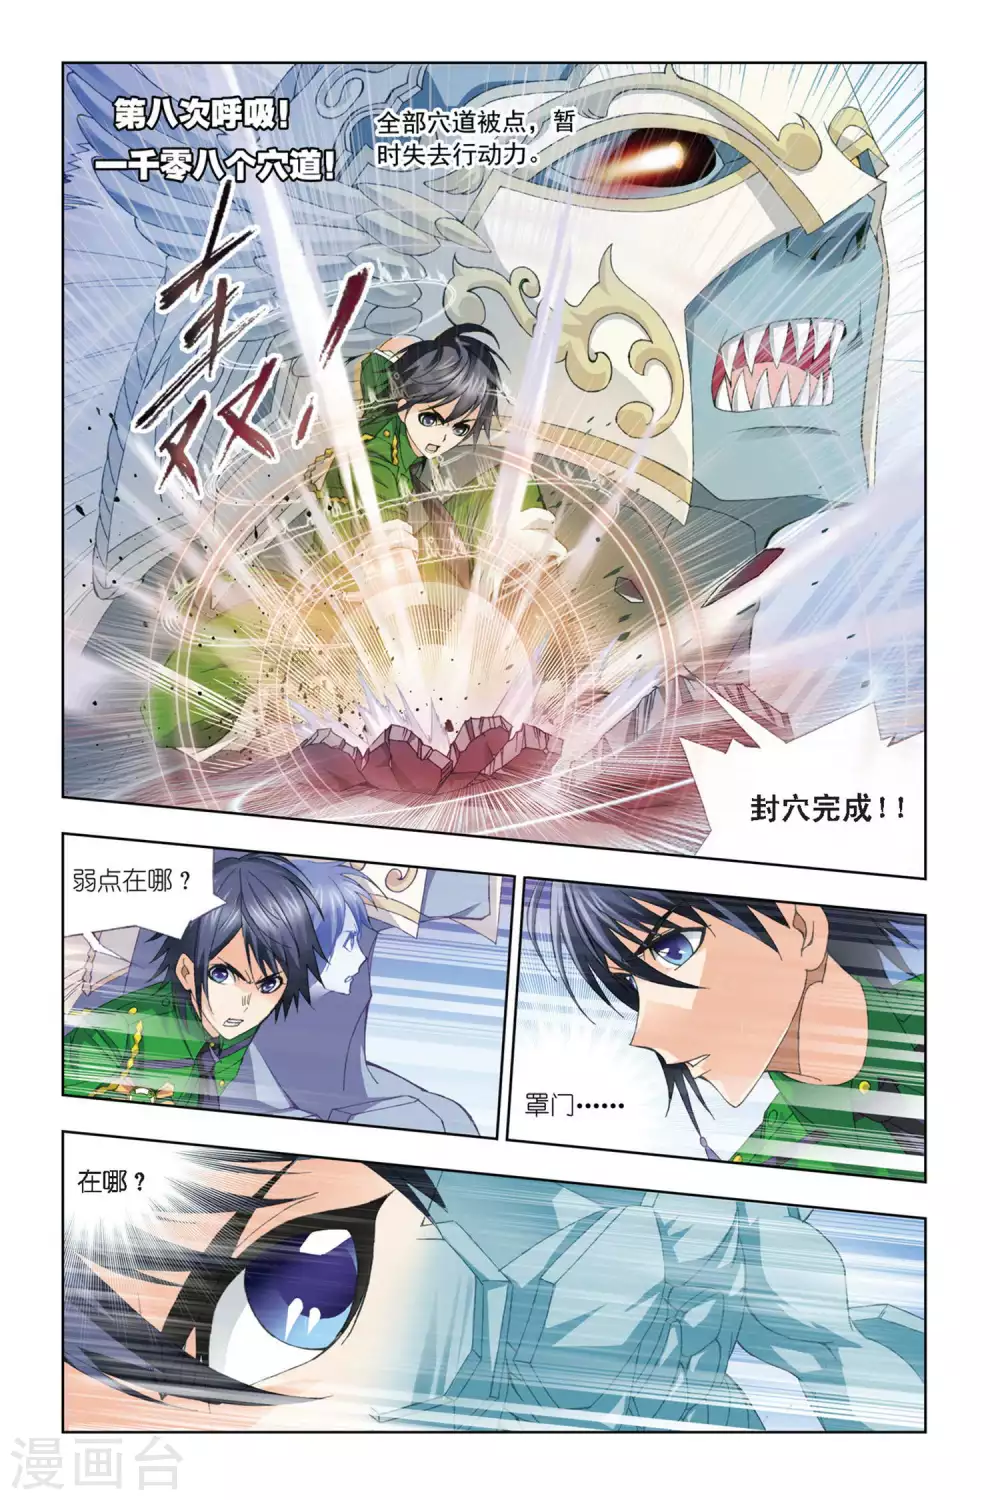 第八次呼吸！
一千零八个穴道！
全部穴道被点，暂
时失去行动力。
轰！
封穴完成！！
弱点在哪？
罩门……
在哪？
漫画台